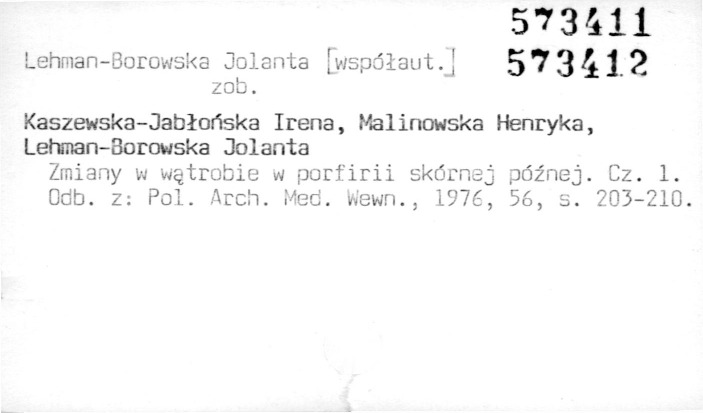 573411
Lehman-Borowska Jolanta [współaut.] 573412
zob.
Kaszewska-Jabłońska Irena, Malinowska Henryka,
Lehman-Borowska Jolanta
Zmiany w wątrobie w porfirii skórnej późnej. Cz. 1.
Odb. z: Pol. Arch. Med. Wewn., 1976, 56, s. 203-210.